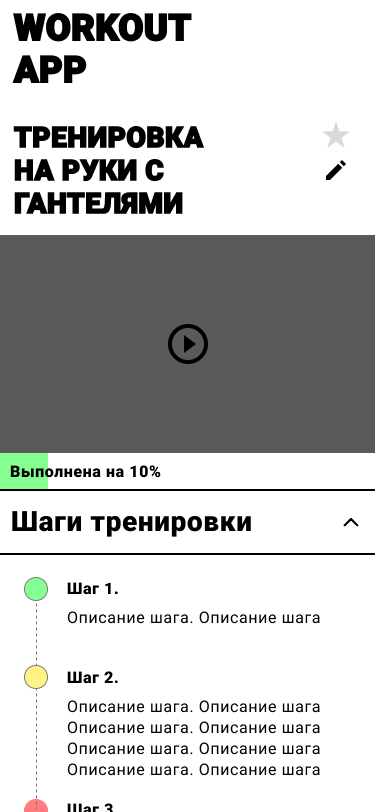 WORKOUT
APP
ТРЕНИРОВКА
НА РУКИ С
ГАНТЕЛЯМИ
Выполнена на 10%
Шаги тренировки
Шаг 1.
Описание шага. Описание шага
Шаг 2.
Описание шага. Описание шага
Описание шага. Описание шага
Описание шага. Описание шага
Описание шага. Описание шага
Шаг 3.